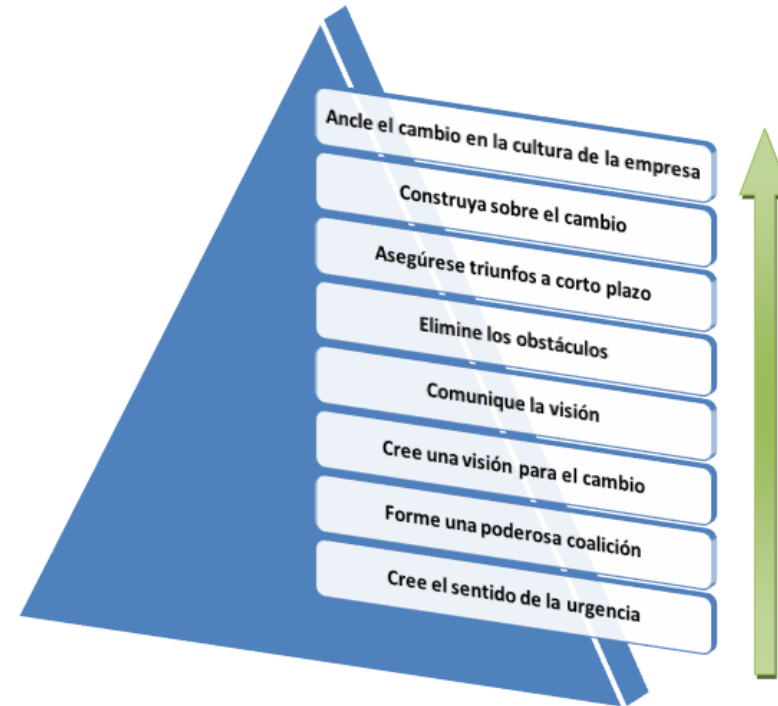 Ancle el cambio en la cultura de la empresa
Construya sobre el cambio
Asegúrese triunfos a corto plazo
Elimine los obstáculos
Comunique la visión
Cree una visión para el cambio
Forme una poderosa coalición
Cree el sentido de la urgencia